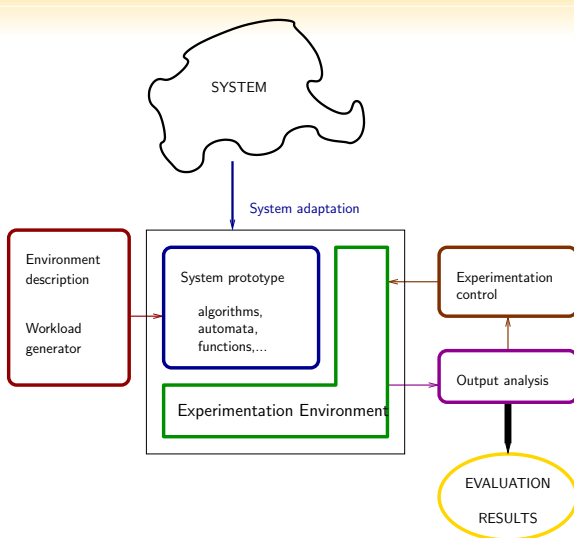 SYSTEM
System adaptation
Environment
description
Workload
generator
System prototype
algorithms,
automata,
functions,...
Experimentation Environment
Experimentation
control
Output analysis
EVALUATION
RESULTS